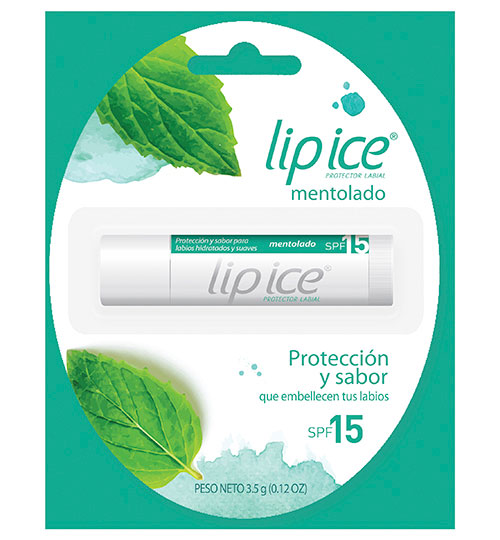 lip ice®
PROTECTOR LABIAL
mentolado
Protección y sabor para
labios hidratados y suaves
mentolado
SPF 15
lip ice®
PROTECTOR LABIAL
Protección
y sabor
que embellecen tus labios
SPF 15
PESO NETO 3.5 g (0.12 OZ)